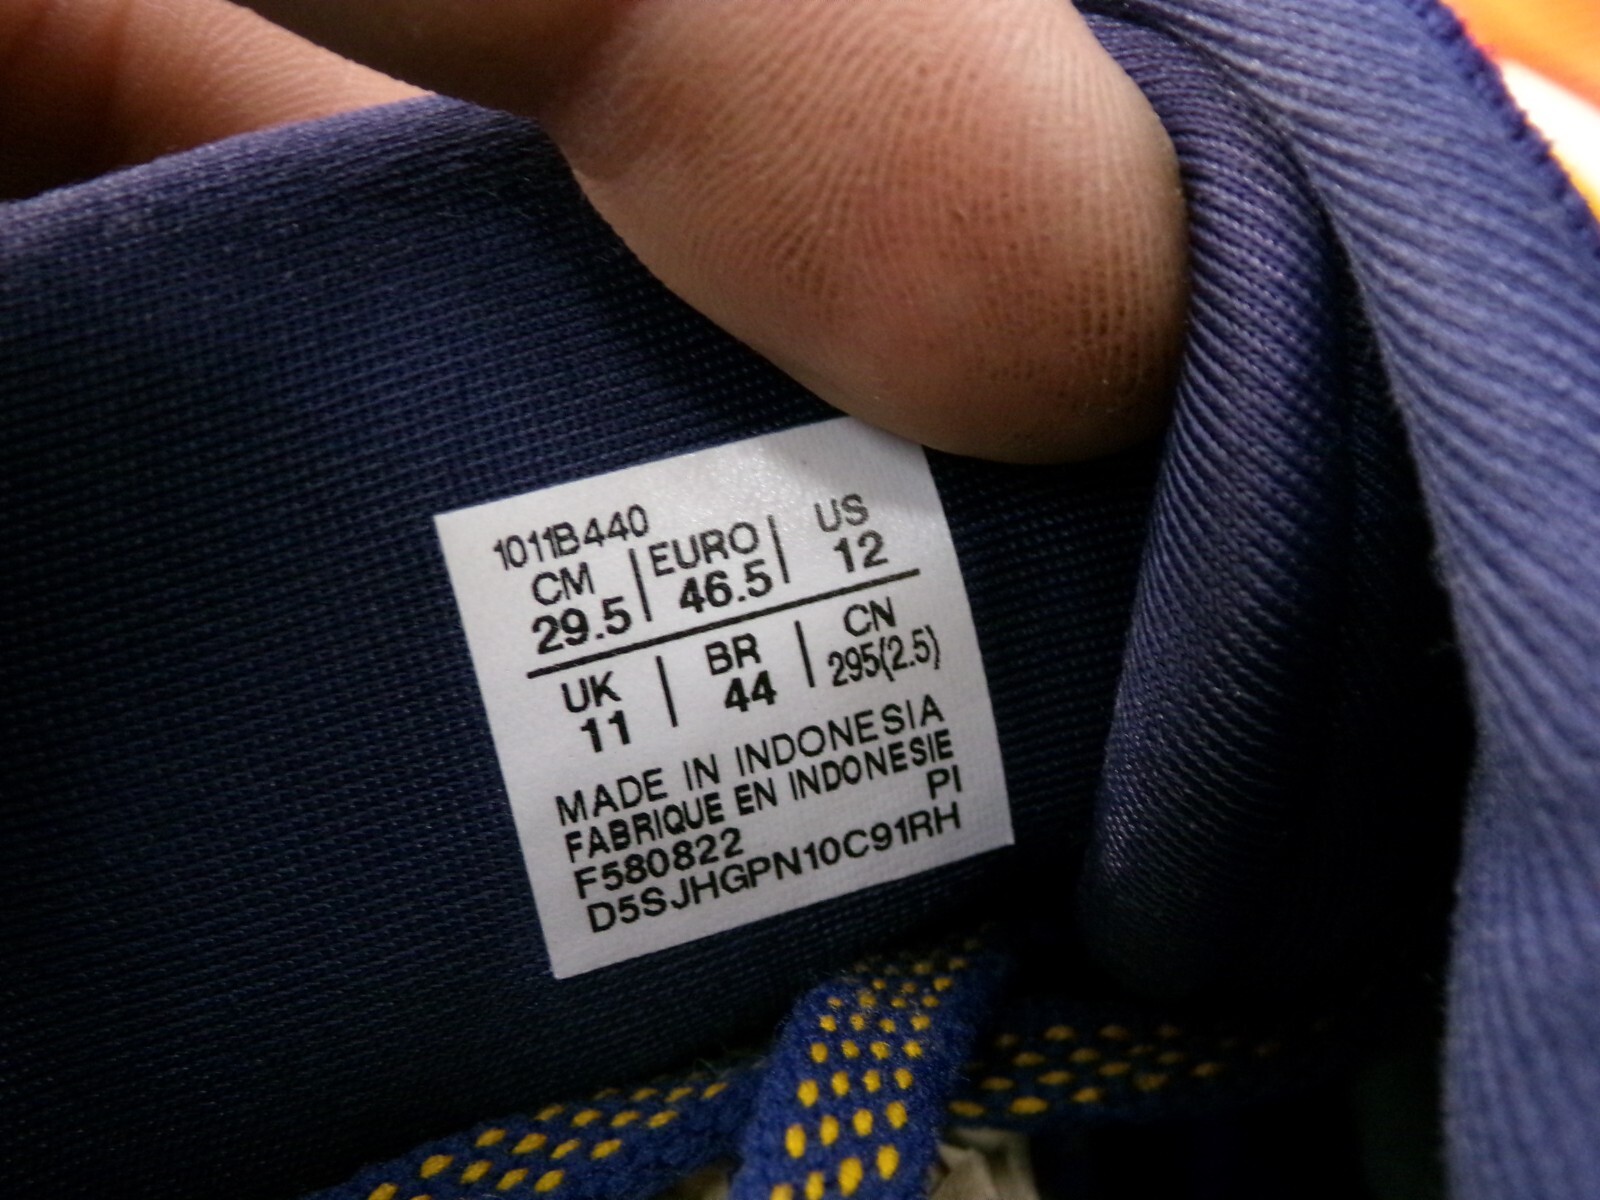 1011B440
CM | EURO | US
29.5 | 46.5 | 12
UK | BR | CN
11 | 44 | 295(2.5)
MADE IN INDONESIA
FABRIQUE EN INDONESIE
PI
F580822
D5SJHGPN10C91RH